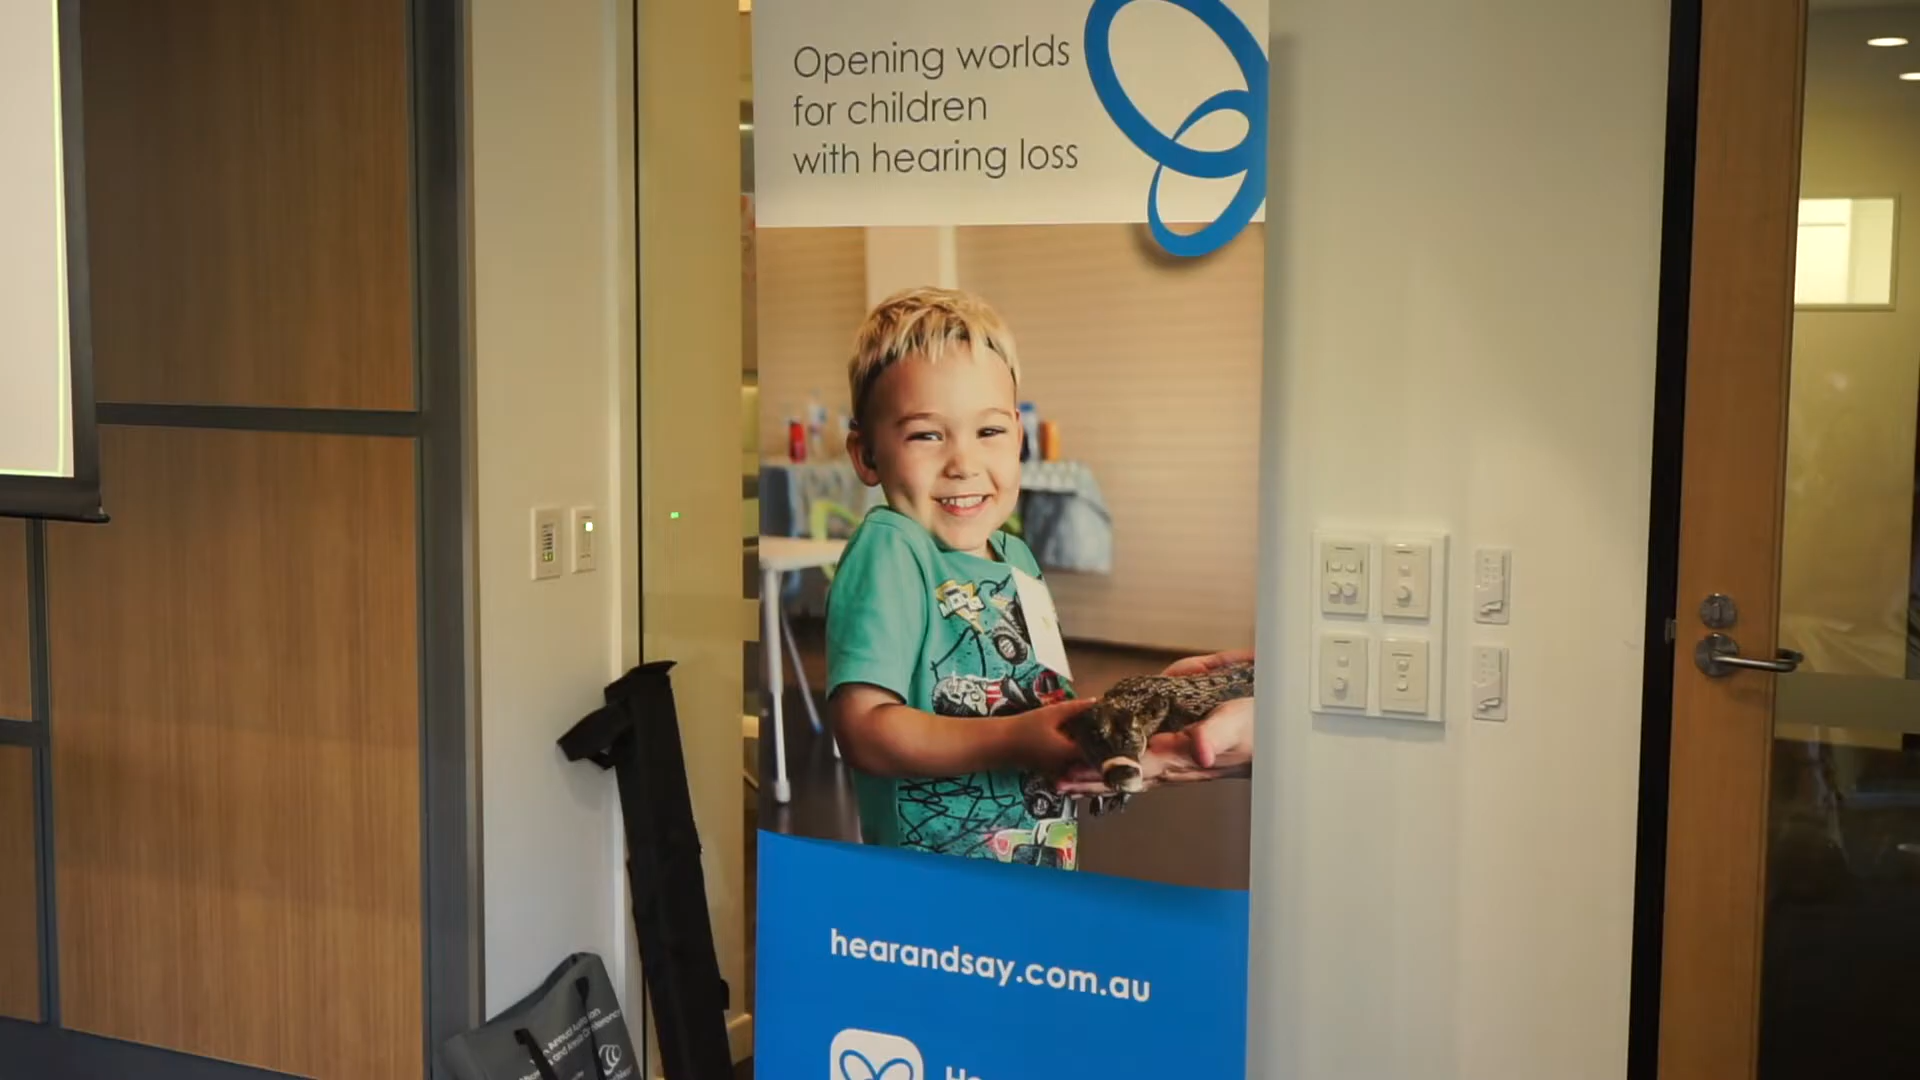 Opening worlds
for children
with hearing loss
hearandsay.com.au